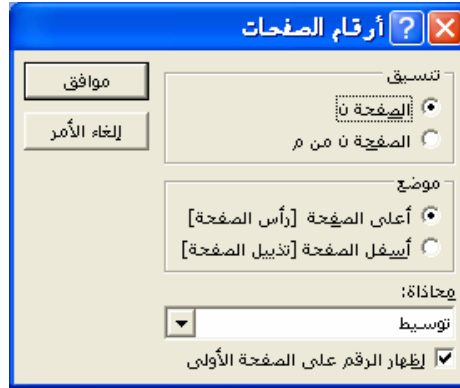 أرقام الصفحات
تنسيق
الصفحة ن
الصفحة ن من م
موافق
إلغاء الأمر
موضع
أعلى الصفحة [رأس الصفحة]
أسفل الصفحة [تذييل الصفحة]
محاذاة:
توسيط
إظهار الرقم على الصفحة الأولى